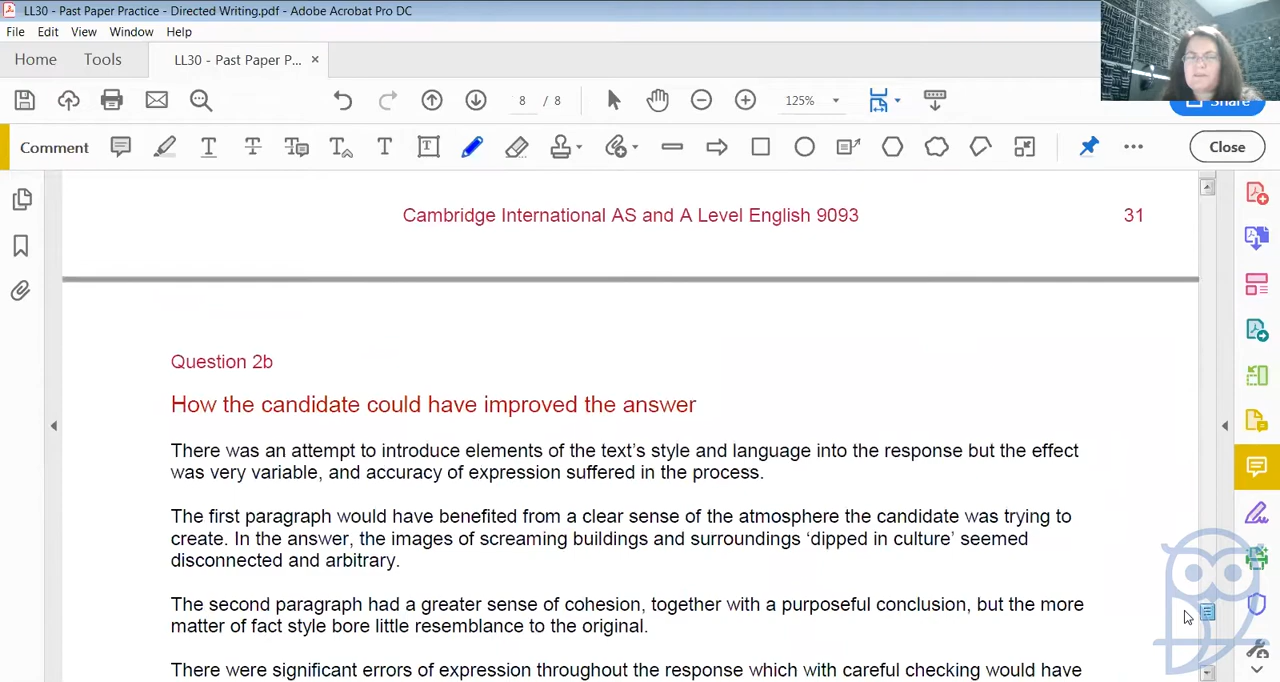 LL30 - Past Paper Practice - Directed Writing.pdf - Adobe Acrobat Pro DC
File Edit View Window Help
Home Tools LL30 - Past Paper P... ×
8 / 8 125%
Share
Comment Close
Cambridge International AS and A Level English 9093 31
Question 2b
How the candidate could have improved the answer
There was an attempt to introduce elements of the text's style and language into the response but the effect
was very variable, and accuracy of expression suffered in the process.
The first paragraph would have benefited from a clear sense of the atmosphere the candidate was trying to
create. In the answer, the images of screaming buildings and surroundings ‘dipped in culture’ seemed
disconnected and arbitrary.
The second paragraph had a greater sense of cohesion, together with a purposeful conclusion, but the more
matter of fact style bore little resemblance to the original.
There were significant errors of expression throughout the response which with careful checking would have